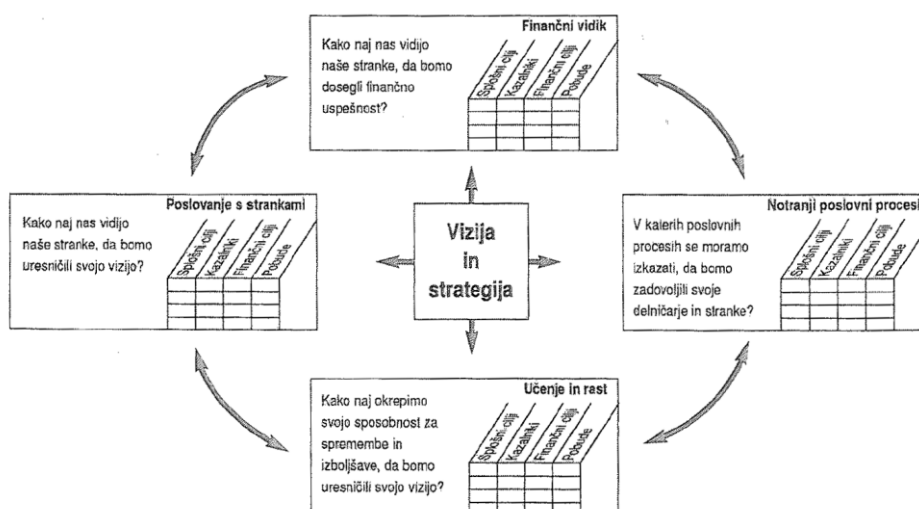 Finančni vidik
Kako naj nas vidijo
naše stranke, da bomo
dosegli finančno
uspešnost?
Splošni cilji
Kazalniki
Finančni cilji
Pobude
Poslovanje s strankami
Kako naj nas vidijo
naše stranke, da bomo
uresničili svojo vizijo?
Splošni cilji
Kazalniki
Finančni cilji
Pobude
Vizija
in
strategija
Notranji poslovni procesi
V katerih poslovnih
procesih se moramo
izkazati, da bomo
zadovoljili svoje
delničarje in stranke?
Splošni cilji
Kazalniki
Finančni cilji
Pobude
Učenje in rast
Kako naj okrepimo
svojo sposobnost za
spremembe in
izboljšave, da bomo
uresničili svojo vizijo?
Splošni cilji
Kazalniki
Finančni cilji
Pobude